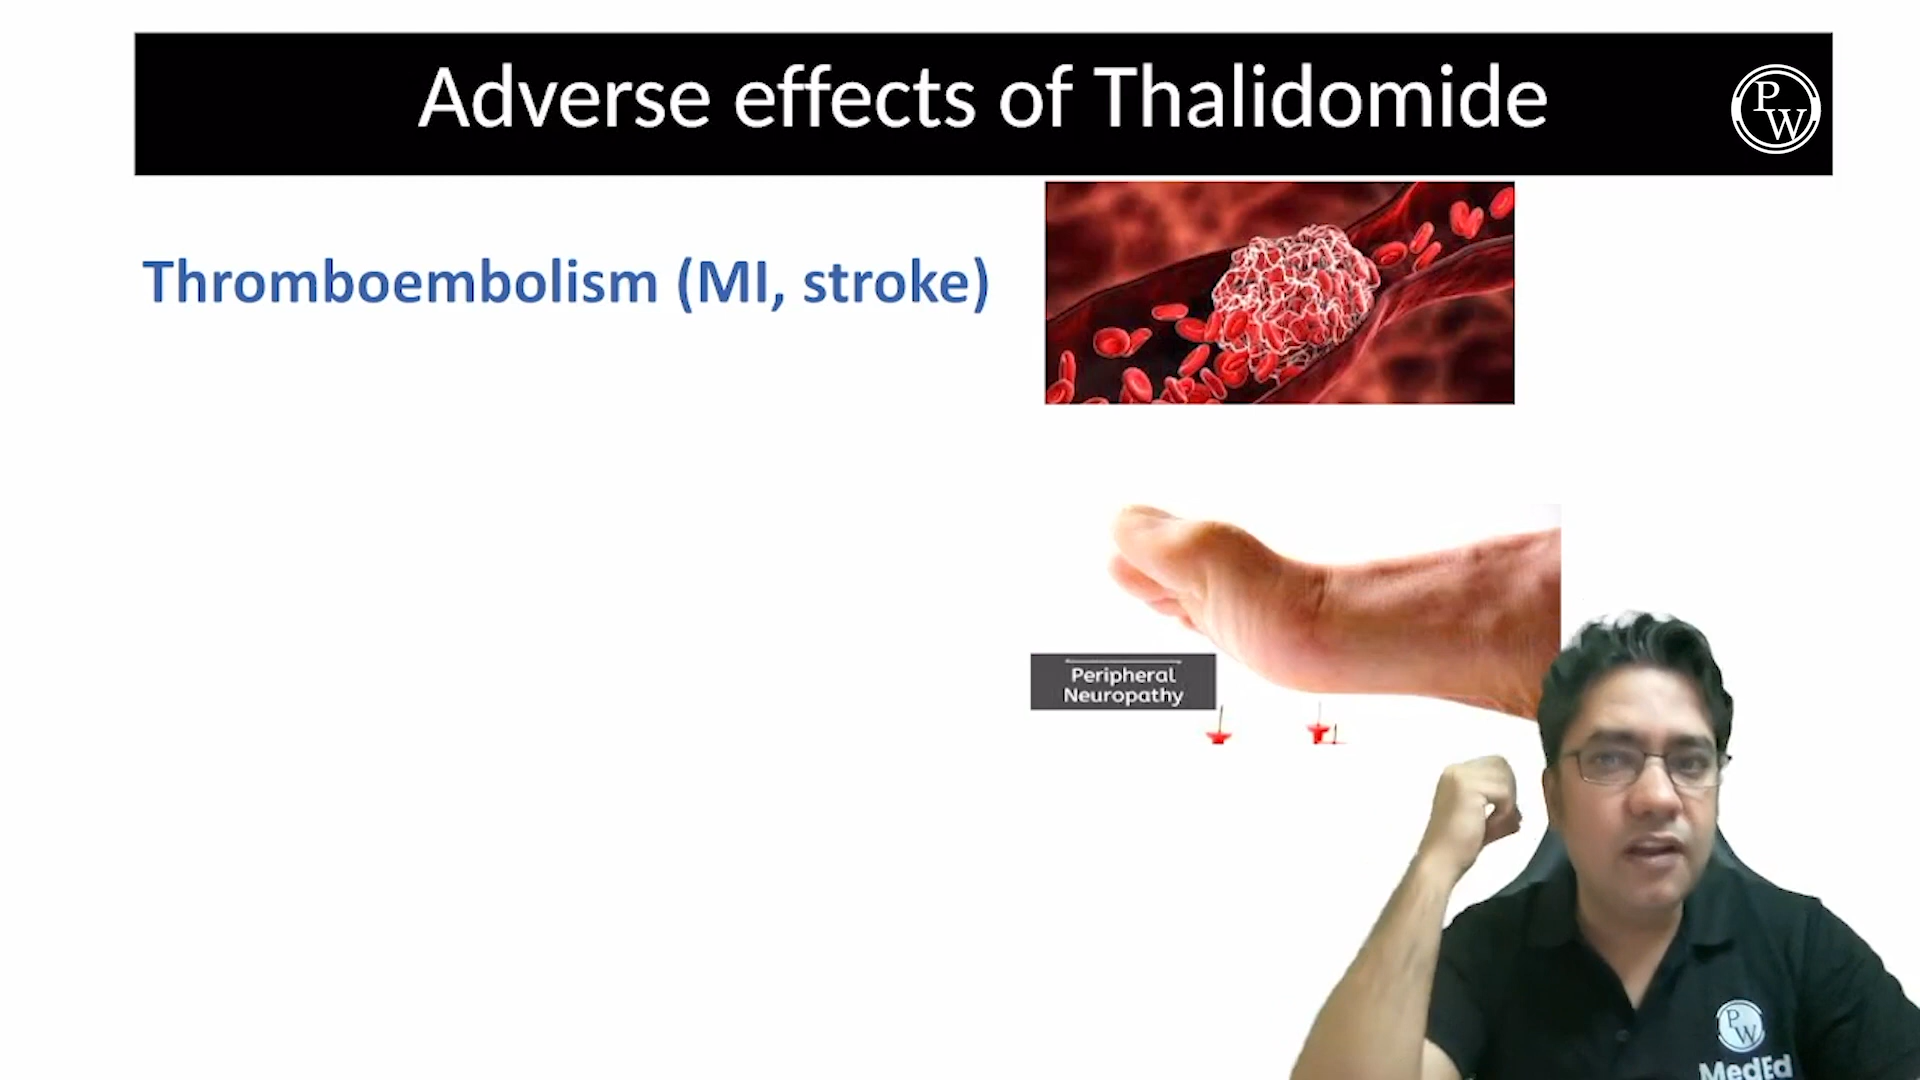 Adverse effects of Thalidomide
PW
Thromboembolism (MI, stroke)
Peripheral
Neuropathy
PW
MedEd